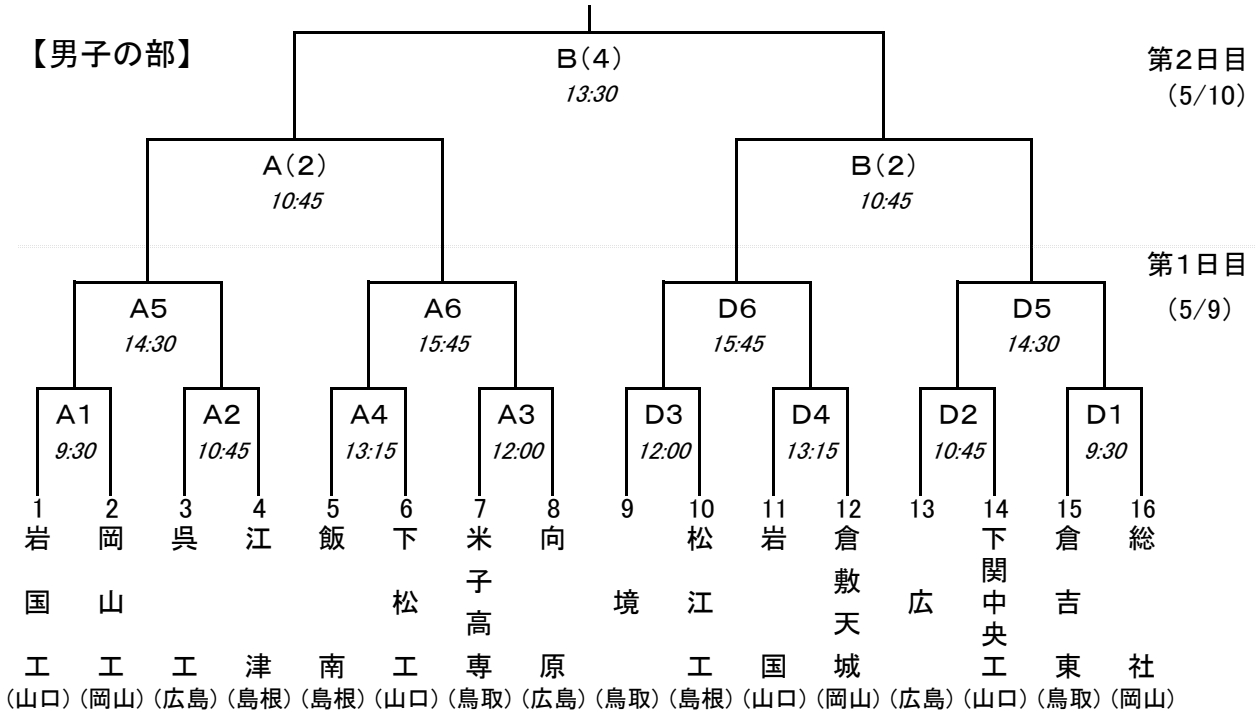 【男子の部】
B(4)
13:30
第2日目
(5/10)
A(2)
10:45
B(2)
10:45
第1日目
(5/9)
A5
14:30
A6
15:45
D6
15:45
D5
14:30
A1
9:30
A2
10:45
A4
13:15
A3
12:00
D3
12:00
D4
13:15
D2
10:45
D1
9:30
1 2 3 4 5 6 7 8 9 10 11 12 13 14 15 16
岩国工
岡山工
呉工
江津
飯南
下松工
米子高専
向原
境
松江工
岩国
倉敷天城
広
下関中央工
倉吉東
総社
(山口) (岡山) (広島) (島根) (島根) (山口) (鳥取) (広島) (鳥取) (島根) (山口) (岡山) (広島) (山口) (鳥取) (岡山)